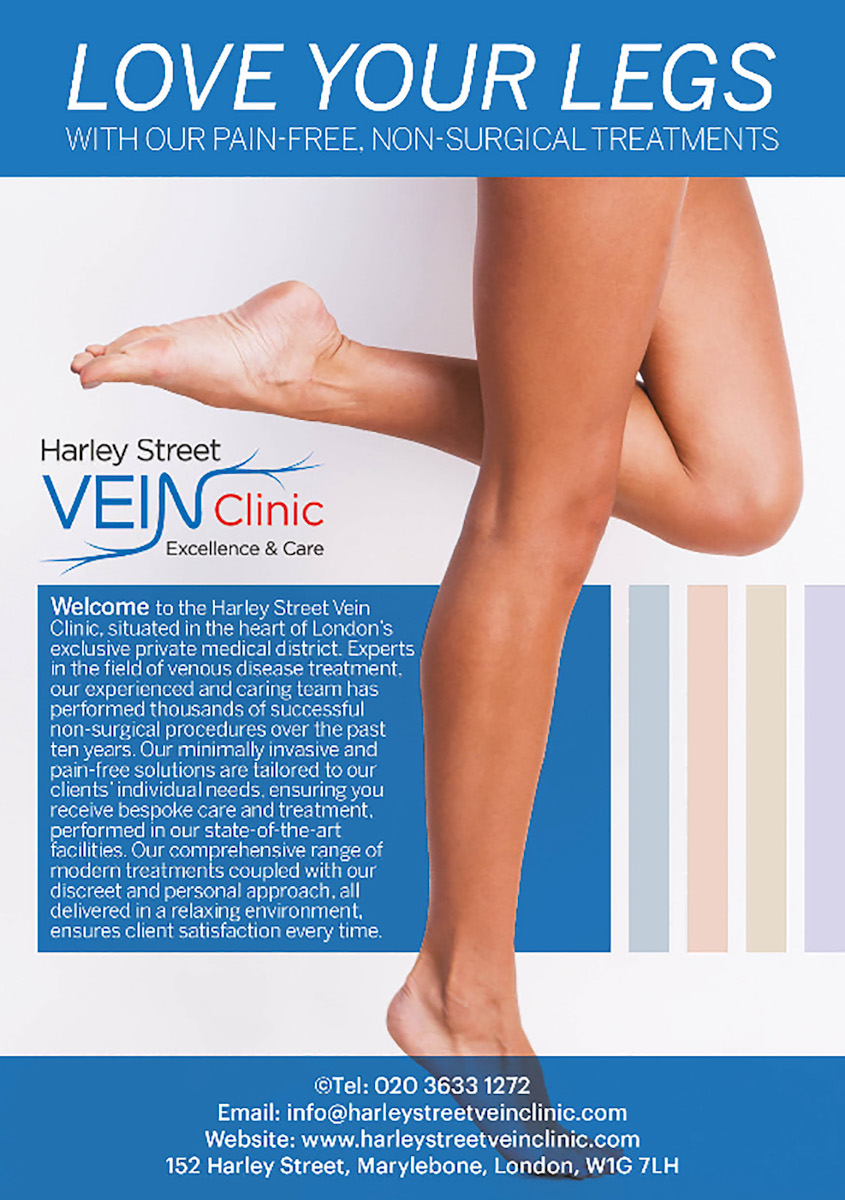 LOVE YOUR LEGS
WITH OUR PAIN-FREE, NON-SURGICAL TREATMENTS
Harley Street
VEIN Clinic
Excellence & Care
Welcome to the Harley Street Vein
Clinic, situated in the heart of London's
exclusive private medical district. Experts
in the field of venous disease treatment,
our experienced and caring team has
performed thousands of successful
non-surgical procedures over the past
ten years. Our minimally invasive and
pain-free solutions are tailored to our
clients' individual needs, ensuring you
receive bespoke care and treatment,
performed in our state-of-the-art
facilities. Our comprehensive range of
modern treatments coupled with our
discreet and personal approach, all
delivered in a relaxing environment,
ensures client satisfaction every time.
©Tel: 020 3633 1272
Email: info@harleystreetveinclinic.com
Website: www.harleystreetveinclinic.com
152 Harley Street, Marylebone, London, W1G 7LH